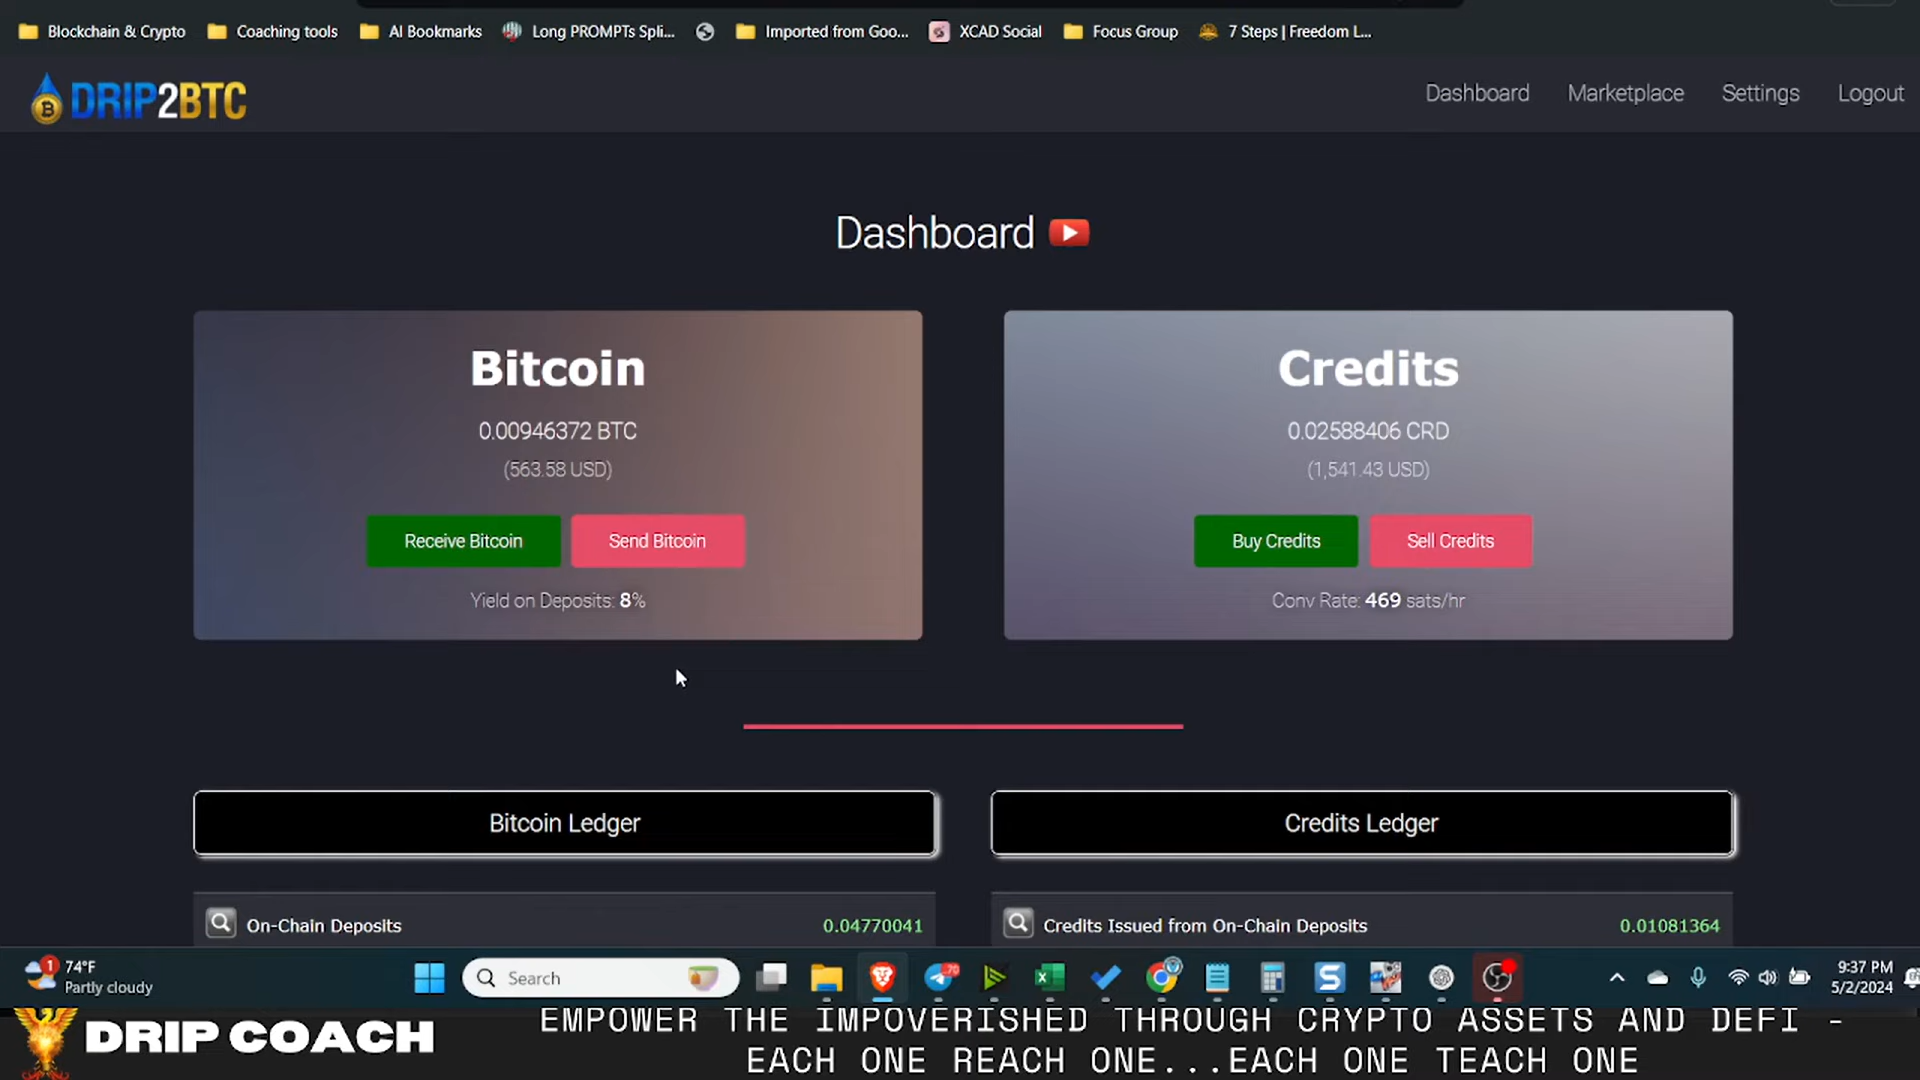 Blockchain & Crypto Coaching tools AI Bookmarks Long PROMPTs Spli... Imported from Goo... XCAD Social Focus Group 7 Steps | Freedom L...
DRIP2BTC Dashboard Marketplace Settings Logout
Dashboard
Bitcoin
0.00946372 BTC
(563.58 USD)
Receive Bitcoin Send Bitcoin
Yield on Deposits: 8%
Credits
0.02588406 CRD
(1,541.43 USD)
Buy Credits Sell Credits
Conv Rate: 469 sats/hr
Bitcoin Ledger
On-Chain Deposits 0.04770041
Credits Ledger
Credits Issued from On-Chain Deposits 0.01081364
1
74°F
Partly cloudy
Search
70
9:37 PM
5/2/2024
DRIP COACH
EMPOWER THE IMPOVERISHED THROUGH CRYPTO ASSETS AND DEFI -
EACH ONE REACH ONE...EACH ONE TEACH ONE